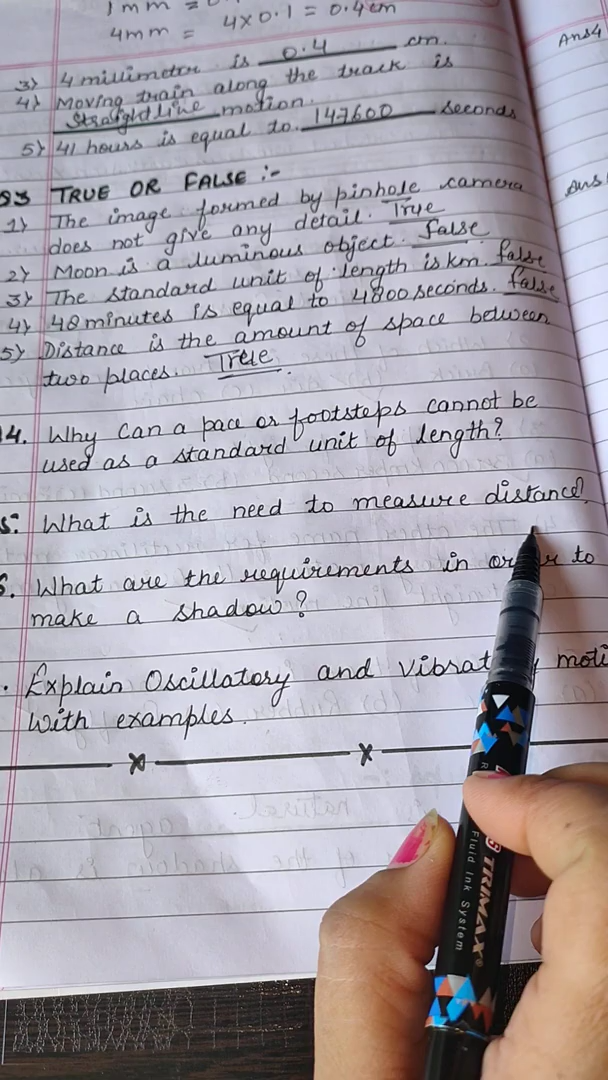 1 mm =
4mm = 4x0.1 = 0.4cm
Ans4
3) 4 millimeter is 0.4 cm.
4) Moving train along the track is
Straight line motion.
5) 41 hours is equal to 147600 seconds
Q3 TRUE OR FALSE :-
Ans
1) The image formed by pinhole camera
does not give any detail. True
2) Moon is a luminous object. false
3) The standard unit of length is km. false
4) 48 minutes is equal to 4800 seconds. false
5) Distance is the amount of space between
two places. True.
4. Why can a pace or footsteps cannot be
used as a standard unit of length?
5. What is the need to measure distance
6. What are the requirements in to
make a shadow?
. Explain Oscillatory and moti
with examples.
TRIMAX
Fluid Ink System